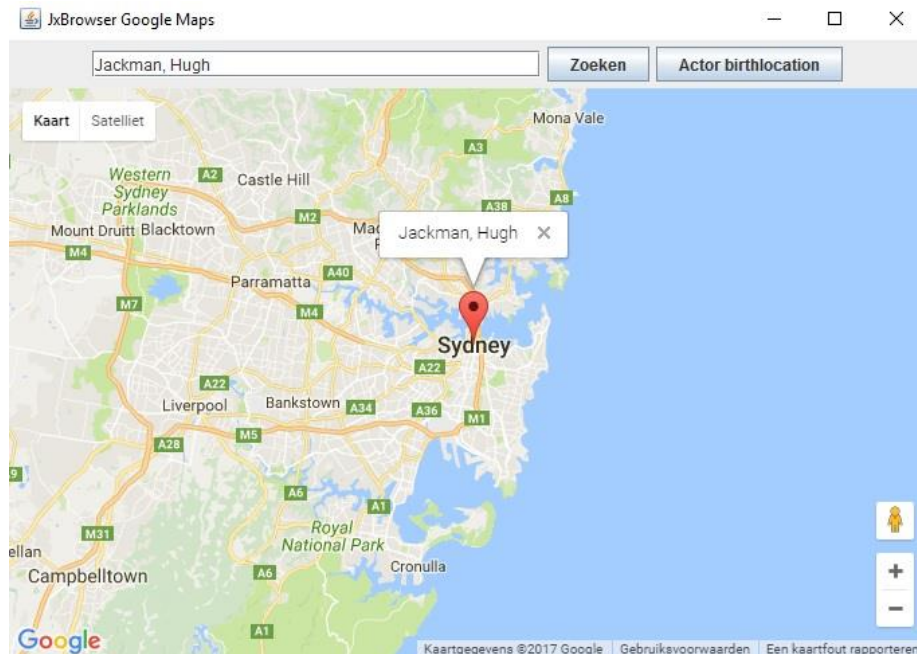 JxBrowser Google Maps
Jackman, Hugh
Zoeken
Actor birthlocation
Kaart
Satelliet
Mona Vale
A3
Western
Sydney
Parklands
A2
Castle Hill
A38
A8
M2
Mount Druitt
Blacktown
Jackman, Hugh
M4
A40
Parramatta
M7
M4
Sydney
A22
A22
Liverpool
Bankstown
A34
A36
M1
M5
A28
A6
A1
M31
Royal
National Park
Cronulla
Campbelltown
A6
A1
Google
Kaartgegevens ©2017 Google
Gebruiksvoorwaarden
Een kaartfout rapporteren